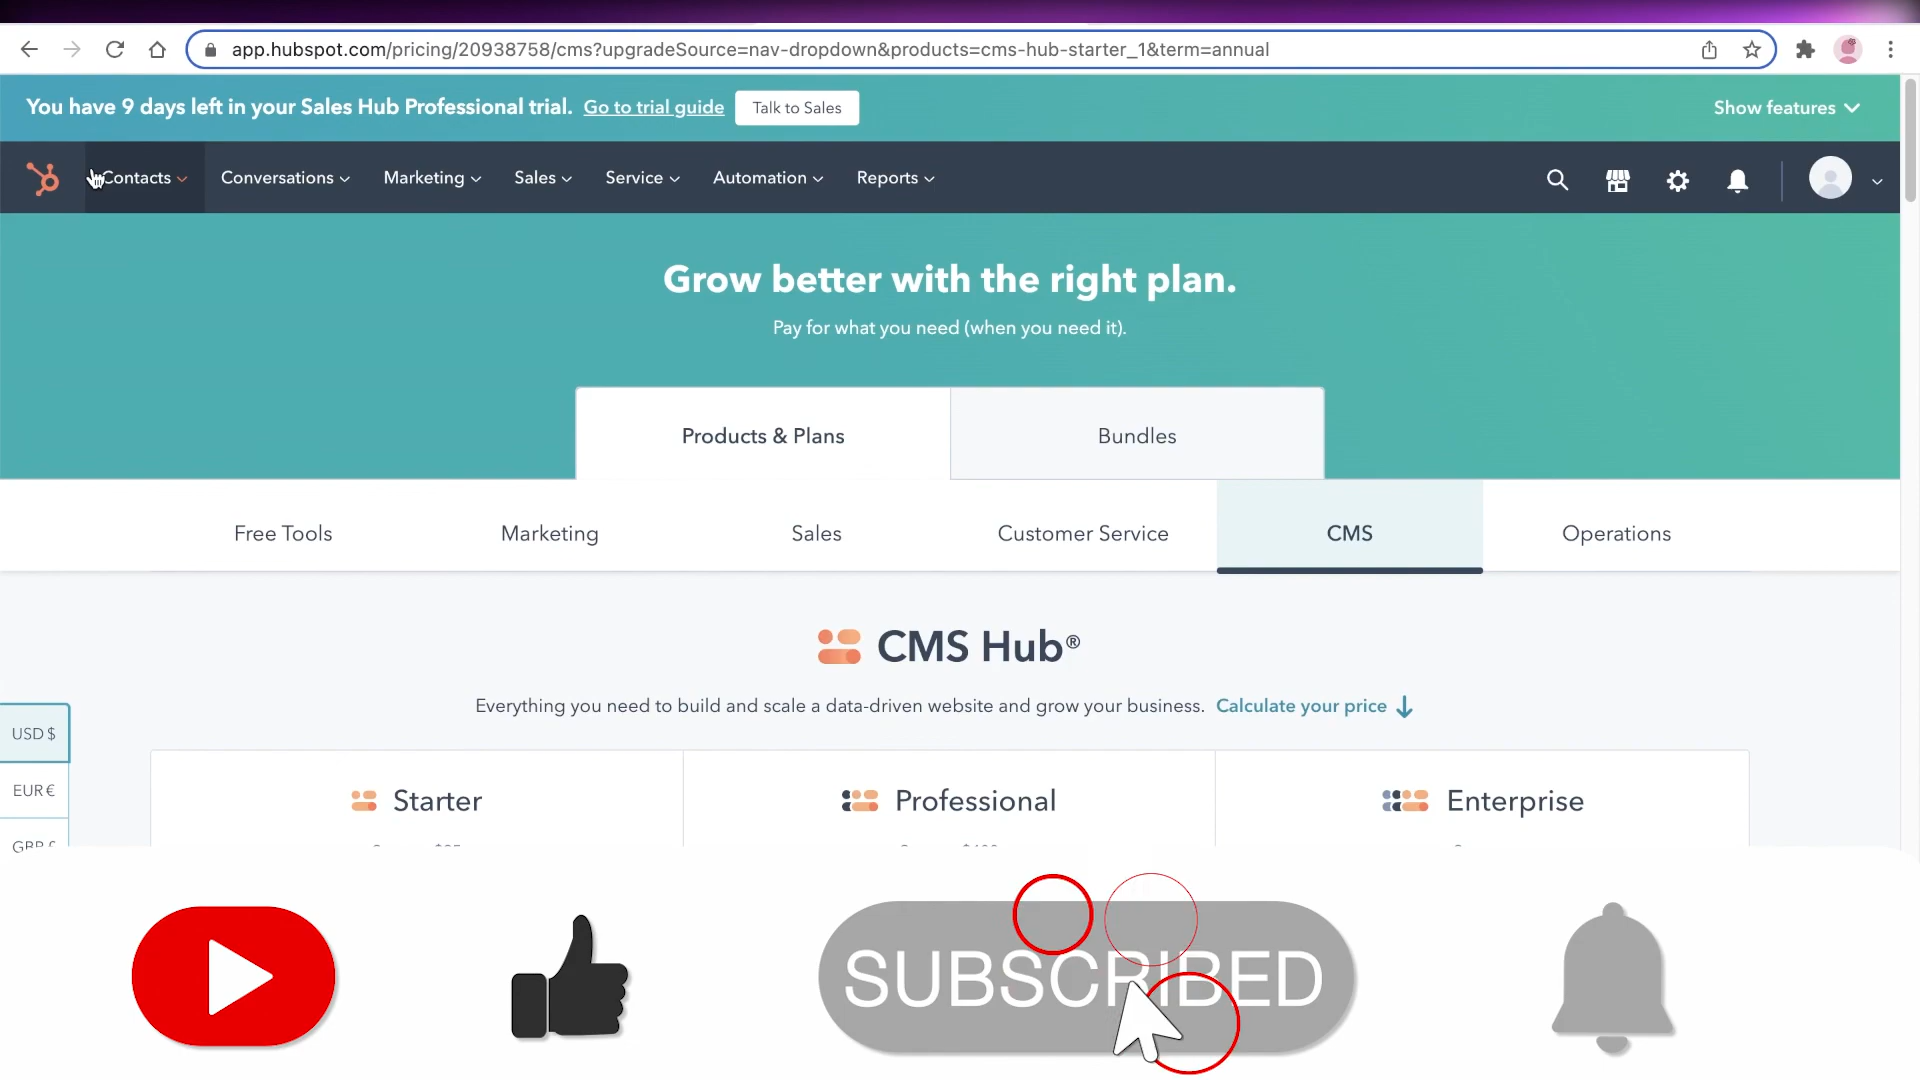 app.hubspot.com/pricing/20938758/cms?upgradeSource=nav-dropdown&products=cms-hub-starter_1&term=annual
You have 9 days left in your Sales Hub Professional trial. Go to trial guide Talk to Sales Show features
Contacts Conversations Marketing Sales Service Automation Reports
Grow better with the right plan.
Pay for what you need (when you need it).
Products & Plans Bundles
Free Tools Marketing Sales Customer Service CMS Operations
CMS Hub®
Everything you need to build and scale a data-driven website and grow your business. Calculate your price
USD $
EUR €
Starter Professional Enterprise
SUBSCRIBED